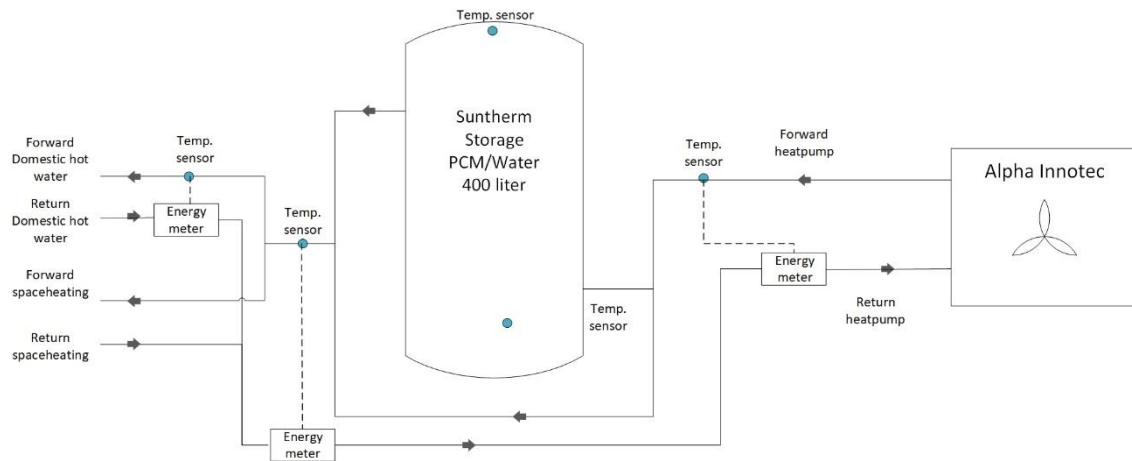 Temp. sensor
Suntherm
Storage
PCM/Water
400 liter
Forward
Domestic hot
water
Temp.
sensor
Return
Domestic hot
water
Energy
meter
Temp.
sensor
Forward
spaceheating
Return
spaceheating
Energy
meter
Temp.
sensor
Temp.
sensor
Forward
heatpump
Energy
meter
Return
heatpump
Alpha Innotec